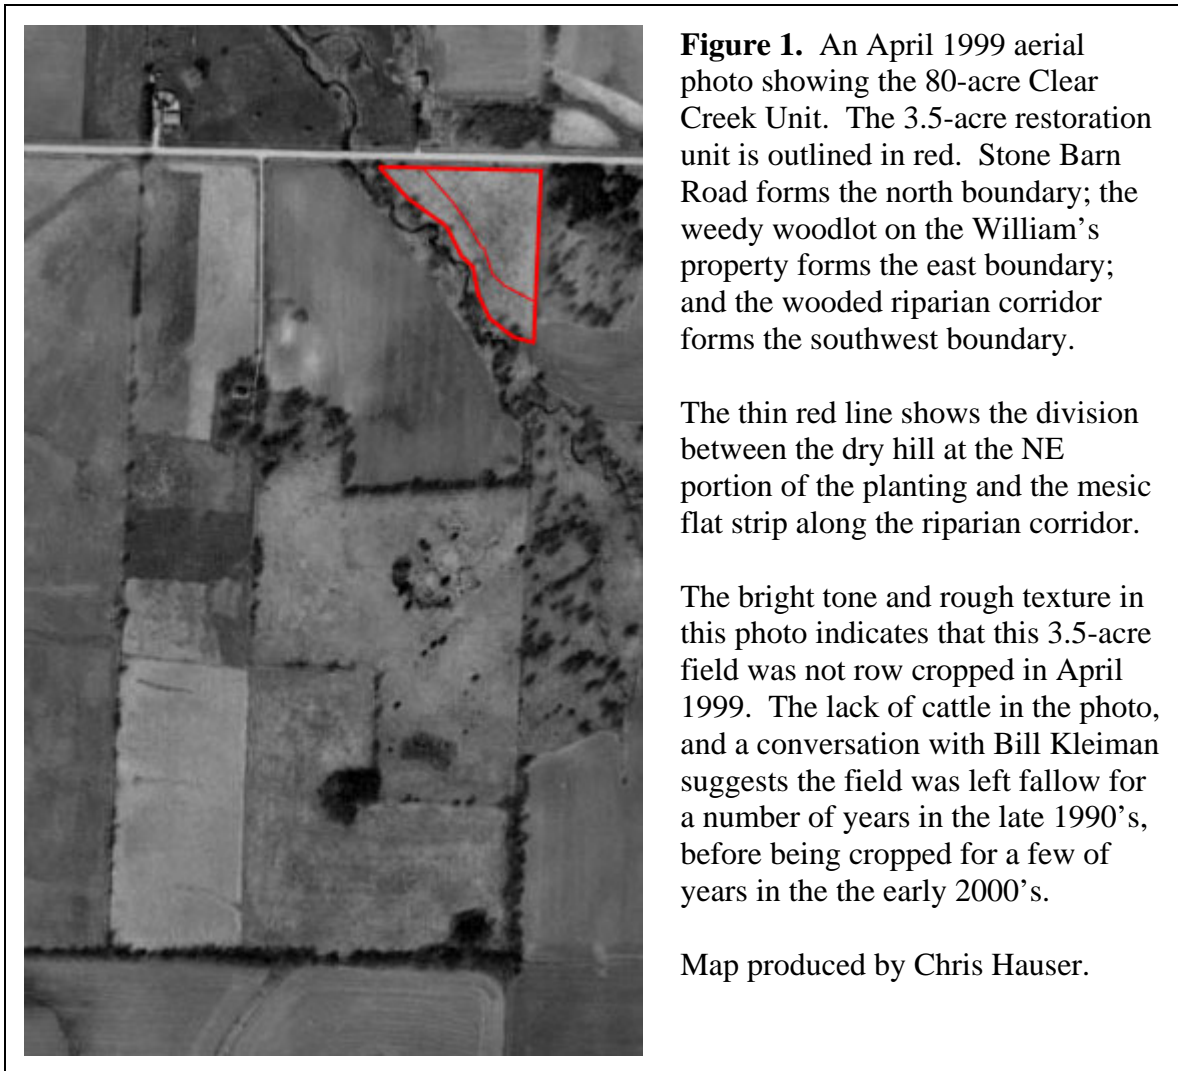 Figure 1. An April 1999 aerial
photo showing the 80-acre Clear
Creek Unit. The 3.5-acre restoration
unit is outlined in red. Stone Barn
Road forms the north boundary; the
weedy woodlot on the William’s
property forms the east boundary;
and the wooded riparian corridor
forms the southwest boundary.
The thin red line shows the division
between the dry hill at the NE
portion of the planting and the mesic
flat strip along the riparian corridor.
The bright tone and rough texture in
this photo indicates that this 3.5-acre
field was not row cropped in April
1999. The lack of cattle in the photo,
and a conversation with Bill Kleiman
suggests the field was left fallow for
a number of years in the late 1990’s,
before being cropped for a few of
years in the the early 2000’s.
Map produced by Chris Hauser.